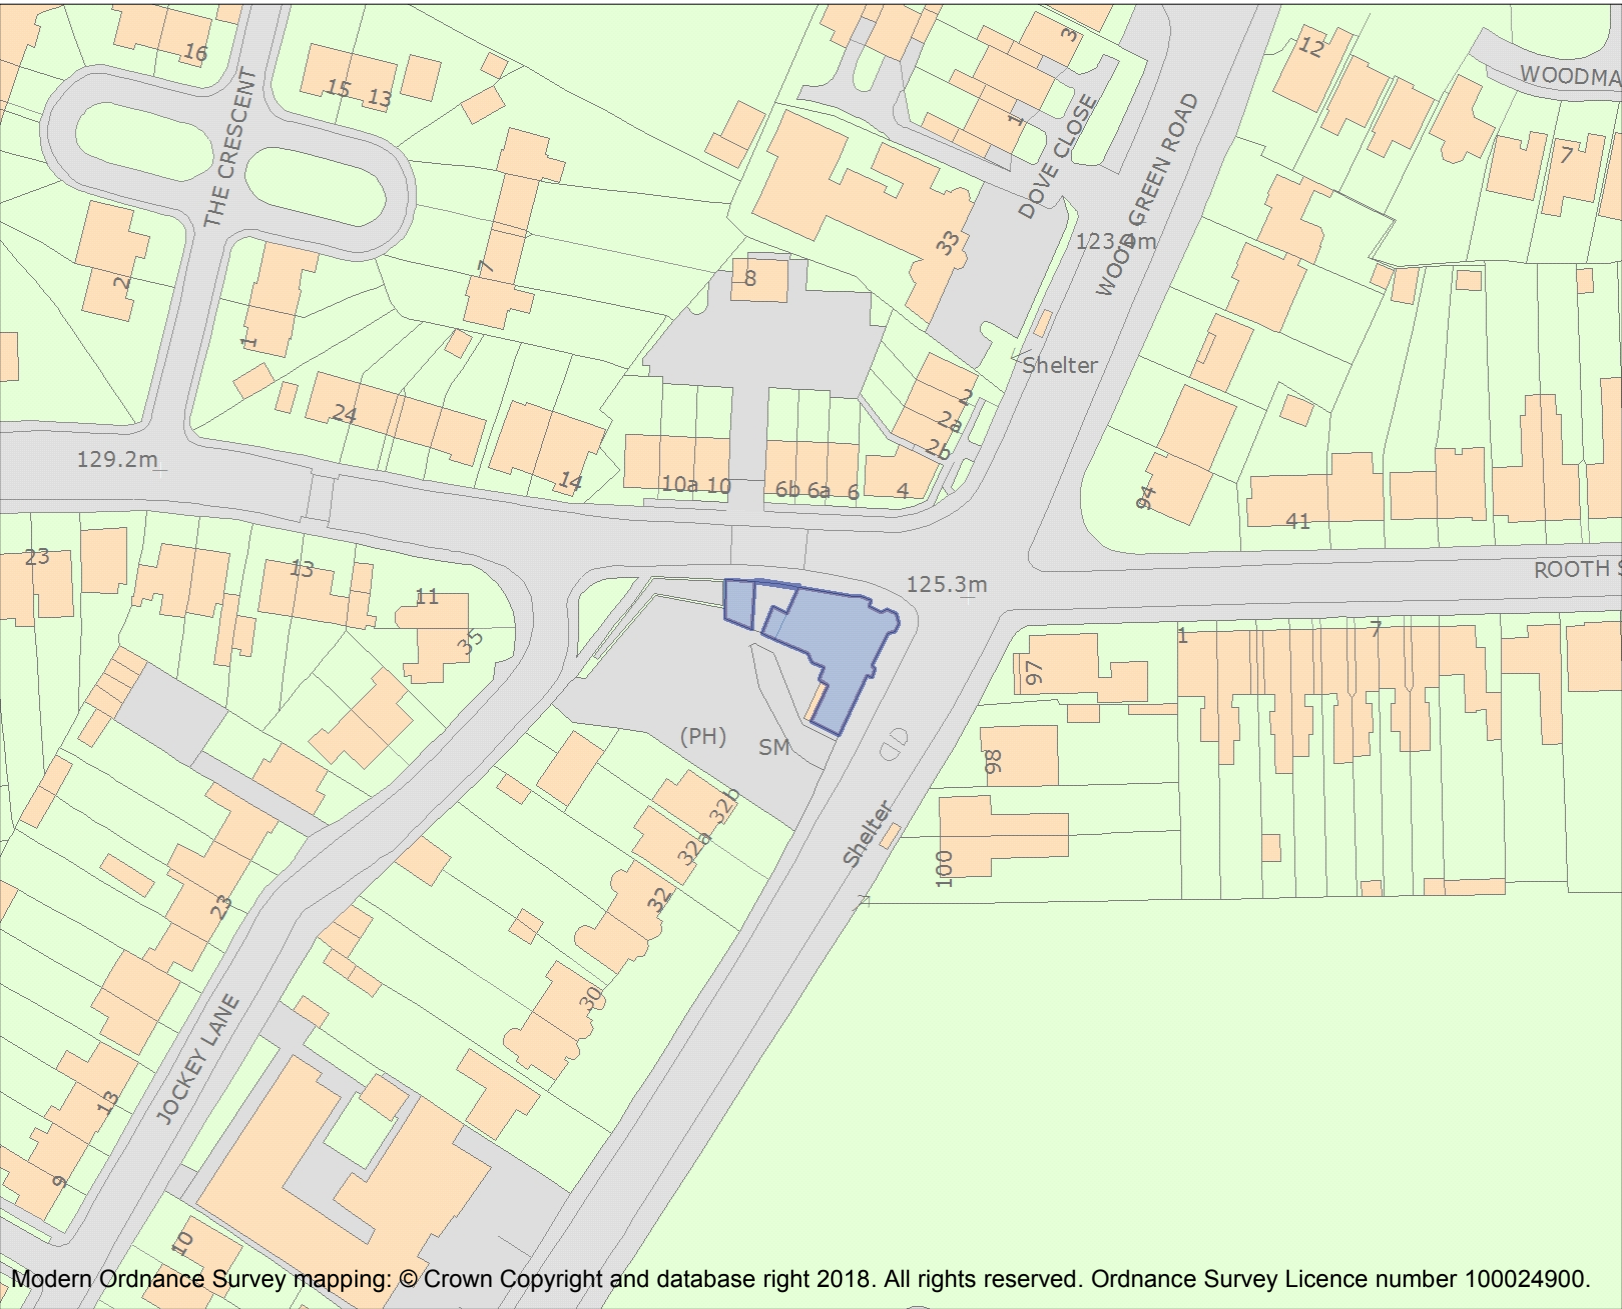 16
15
13
THE CRESCENT
2
1
7
8
33
3
1
DOVE CLOSE
WOOD GREEN ROAD
123.4m
12
WOODMA
7
Shelter
2
2a
2b
24
14
10a
10
6b
6a
6
4
129.2m
94
41
ROOTH S
125.3m
23
13
11
35
97
1
7
(PH)
SM
98
100
Shelter
32b
32a
32
30
23
13
9
10
JOCKEY LANE
Modern Ordnance Survey mapping: © Crown Copyright and database right 2018. All rights reserved. Ordnance Survey Licence number 100024900.